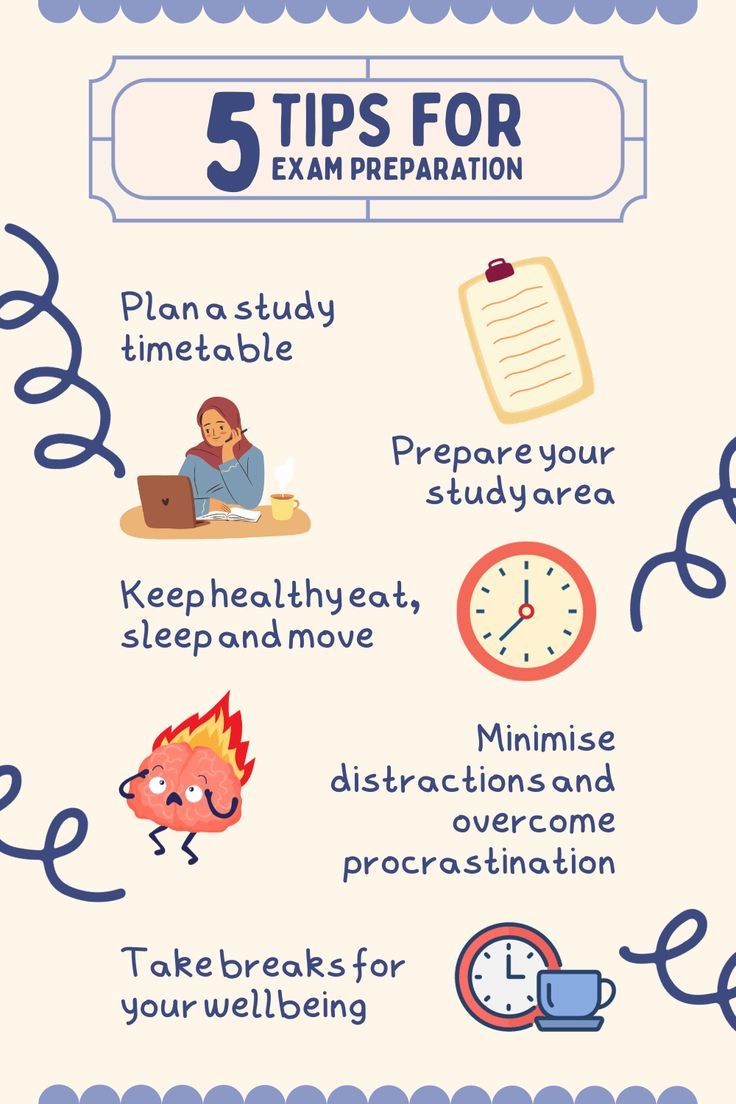 5 TIPS FOR
EXAM PREPARATION
Plan a study
timetable
Prepare your
study area
Keep healthy eat,
sleep and move
Minimise
distractions and
overcome
procrastination
Take breaks for
your wellbeing